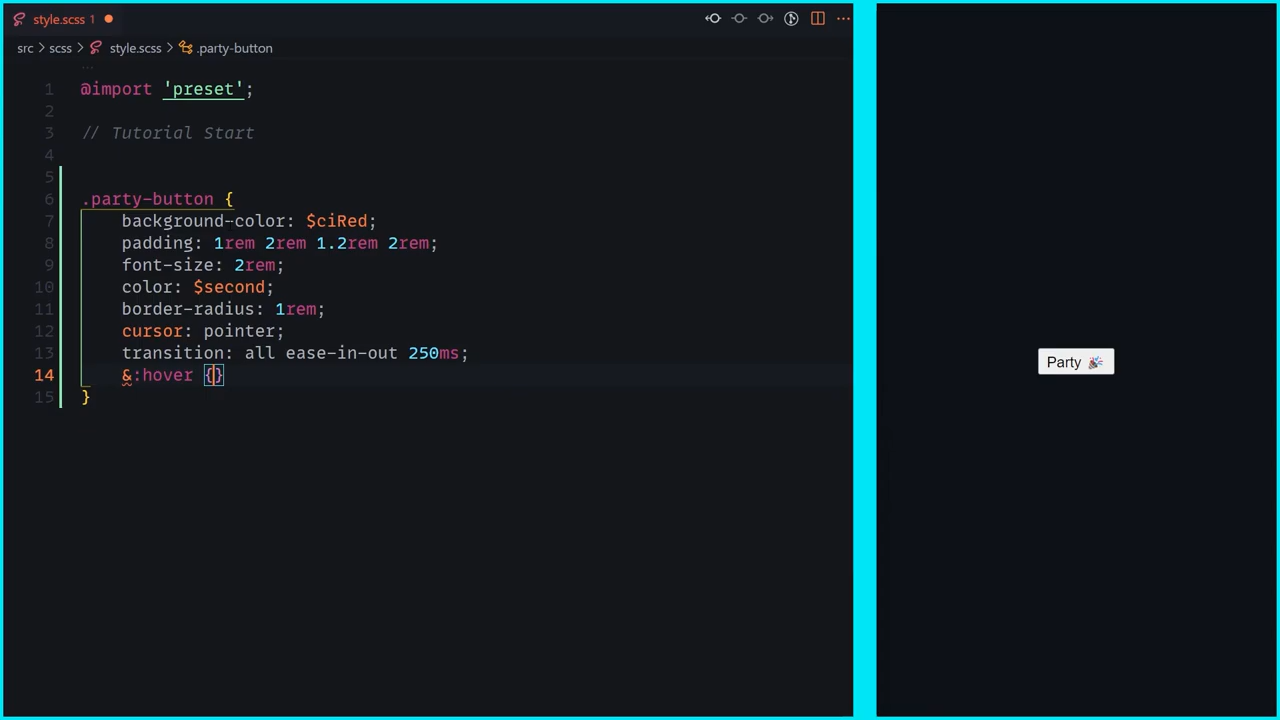 style.scss 1
src > scss > style.scss > .party-button
...
1 @import 'preset';
2
3 // Tutorial Start
4
5
6 .party-button {
7 background-color: $ciRed;
8 padding: 1rem 2rem 1.2rem 2rem;
9 font-size: 2rem;
10 color: $second;
11 border-radius: 1rem;
12 cursor: pointer;
13 transition: all ease-in-out 250ms;
14 &:hover {}
15 }
Party 🎉